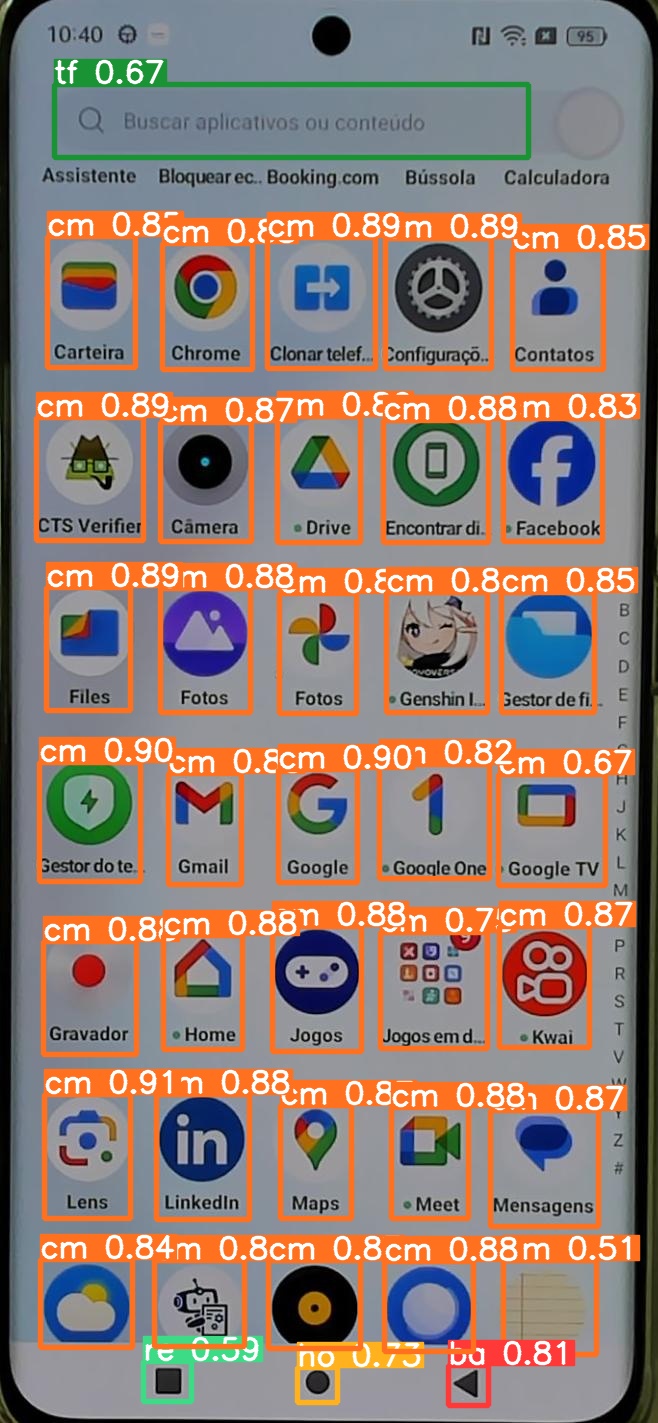 10:40 95
tf 0.67
Buscar aplicativos ou conteúdo
Assistente Bloquear ec.. Booking.com Bússola Calculadora
cm 0.8 cm 0.8 cm 0.89 m 0.89 cm 0.85
Carteira Chrome Clonar telef... Configuraçõ.. Contatos
cm 0.89 cm 0.87 m 0.8 cm 0.88 m 0.83
CTS Verifier Câmera Drive Encontrar di. Facebook
cm 0.89 m 0.88 m 0.8 cm 0.8 cm 0.85
B
C
D
E
F
Files Fotos Fotos Genshin I... Gestor de fi...
cm 0.90 cm 0.8 cm 0.90 0.82 cm 0.67
H
J
K
L
M
Gestor do te... Gmail Google Google One Google TV
cm 0.8 cm 0.88 m 0.88 m 0.7 cm 0.87
P
R
S
T
V
Gravador Home Jogos Jogos em d... Kwai
cm 0.91 m 0.88 cm 0.8 cm 0.88 0.87
W
Y
Z
#
in
Lens LinkedIn Maps Meet Mensagens
cm 0.84 m 0.8 cm 0.8 cm 0.88 m 0.51
re 0.59 ho 0.73 ba 0.81